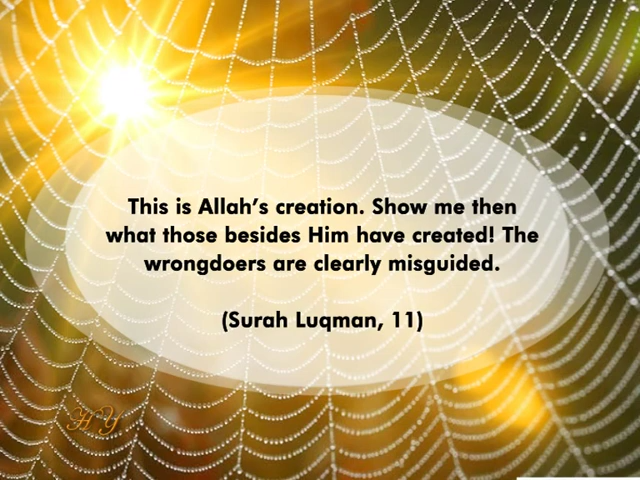 This is Allah's creation. Show me then
what those besides Him have created! The
wrongdoers are clearly misguided.
(Surah Luqman, 11)
HY